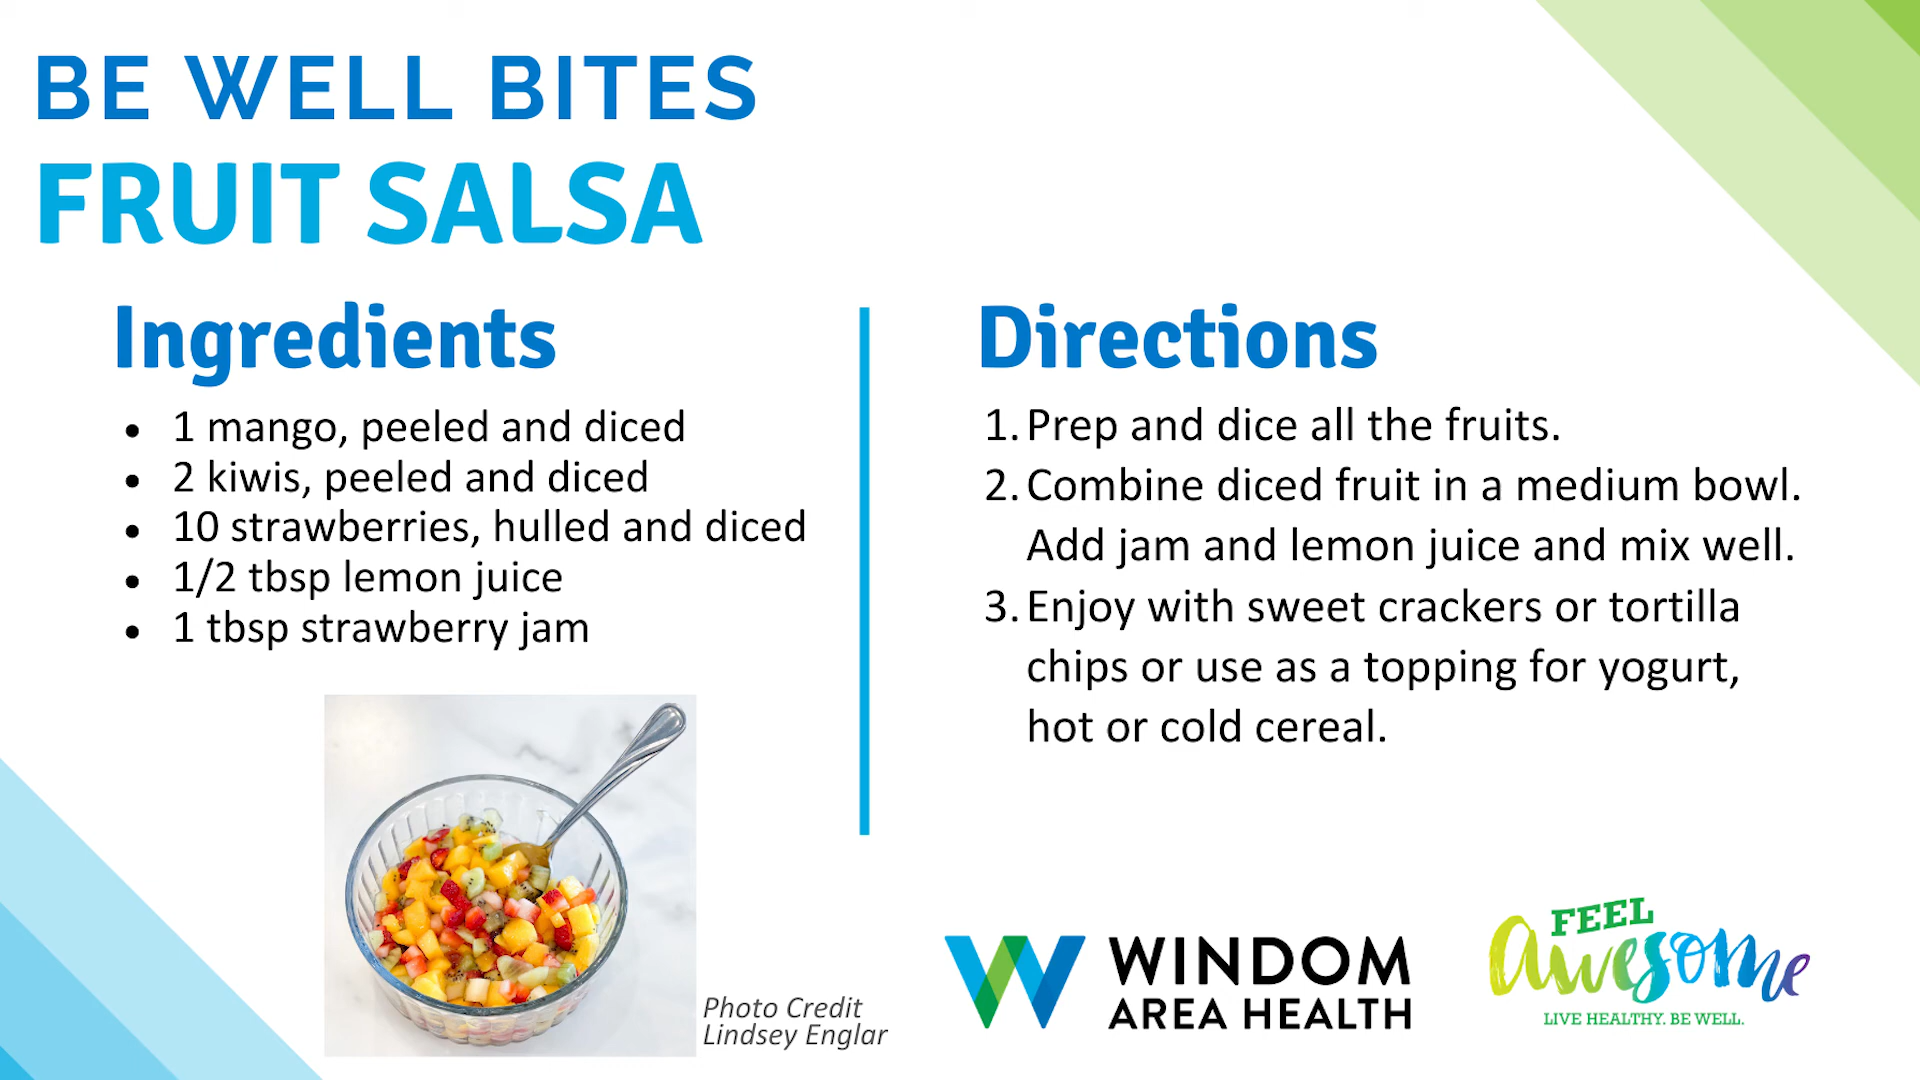 BE WELL BITES
FRUIT SALSA
Ingredients
• 1 mango, peeled and diced
• 2 kiwis, peeled and diced
• 10 strawberries, hulled and diced
• 1/2 tbsp lemon juice
• 1 tbsp strawberry jam
Photo Credit
Lindsey Englar
Directions
1. Prep and dice all the fruits.
2. Combine diced fruit in a medium bowl.
Add jam and lemon juice and mix well.
3. Enjoy with sweet crackers or tortilla
chips or use as a topping for yogurt,
hot or cold cereal.
WINDOM
AREA HEALTH
FEEL
awesome
LIVE HEALTHY. BE WELL.